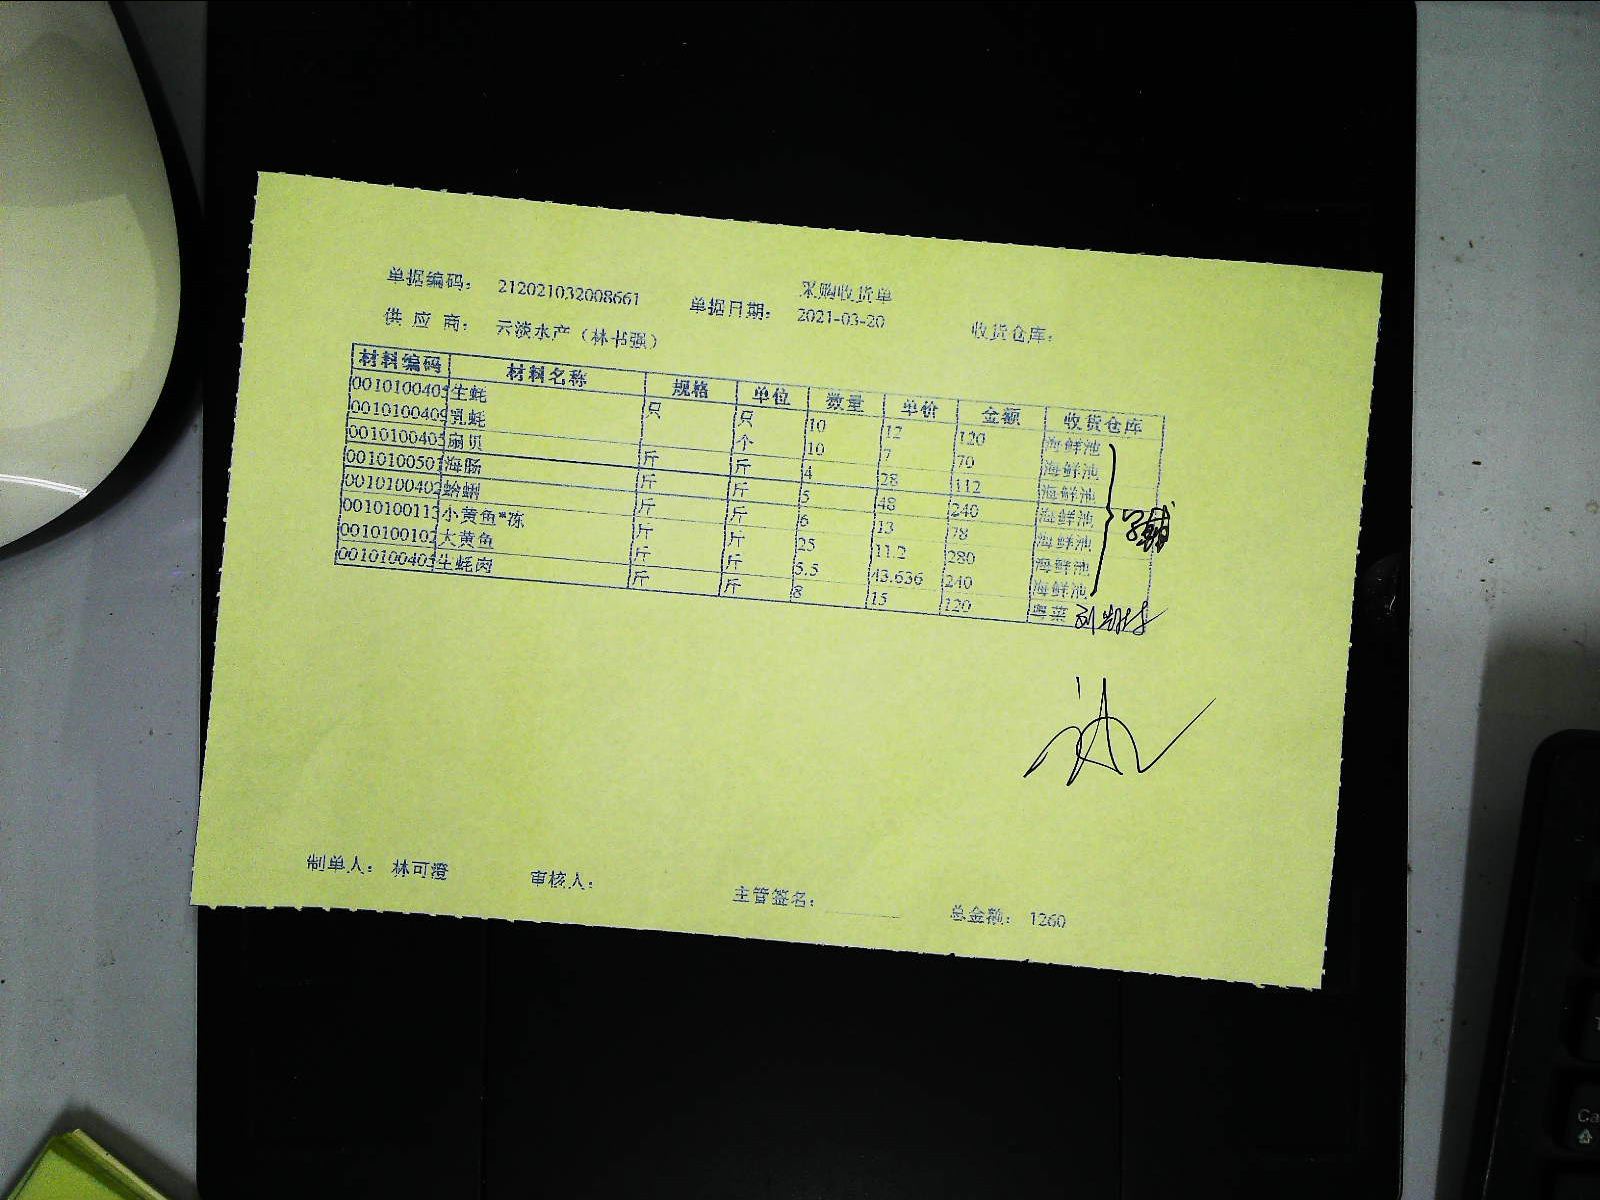 采购收货单
单据编码： 212021032008661 单据日期： 2021-03-20 收货仓库：
供 应 商： 云淡水产（林书强）
材料编码 材料名称 规格 单位 数量 单价 金额 收货仓库
0010100405 生蚝 只 只 10 12 120 海鲜池
0010100409 乳蚝 个 10 7 70 海鲜池
0010100405 扇贝 斤 斤 4 28 112 海鲜池
0010100501 海肠 斤 斤 5 48 240 海鲜池
0010100402 蛤蜊 斤 斤 6 13 78 海鲜池
0010100113 小黄鱼*冻 斤 斤 25 11.2 280 海鲜池
0010100102 大黄鱼 斤 斤 5.5 43.636 240 海鲜池
0010100405 生蚝肉 斤 斤 8 15 120 粤菜
制单人： 林可澄 审核人： 主管签名： 总金额： 1260